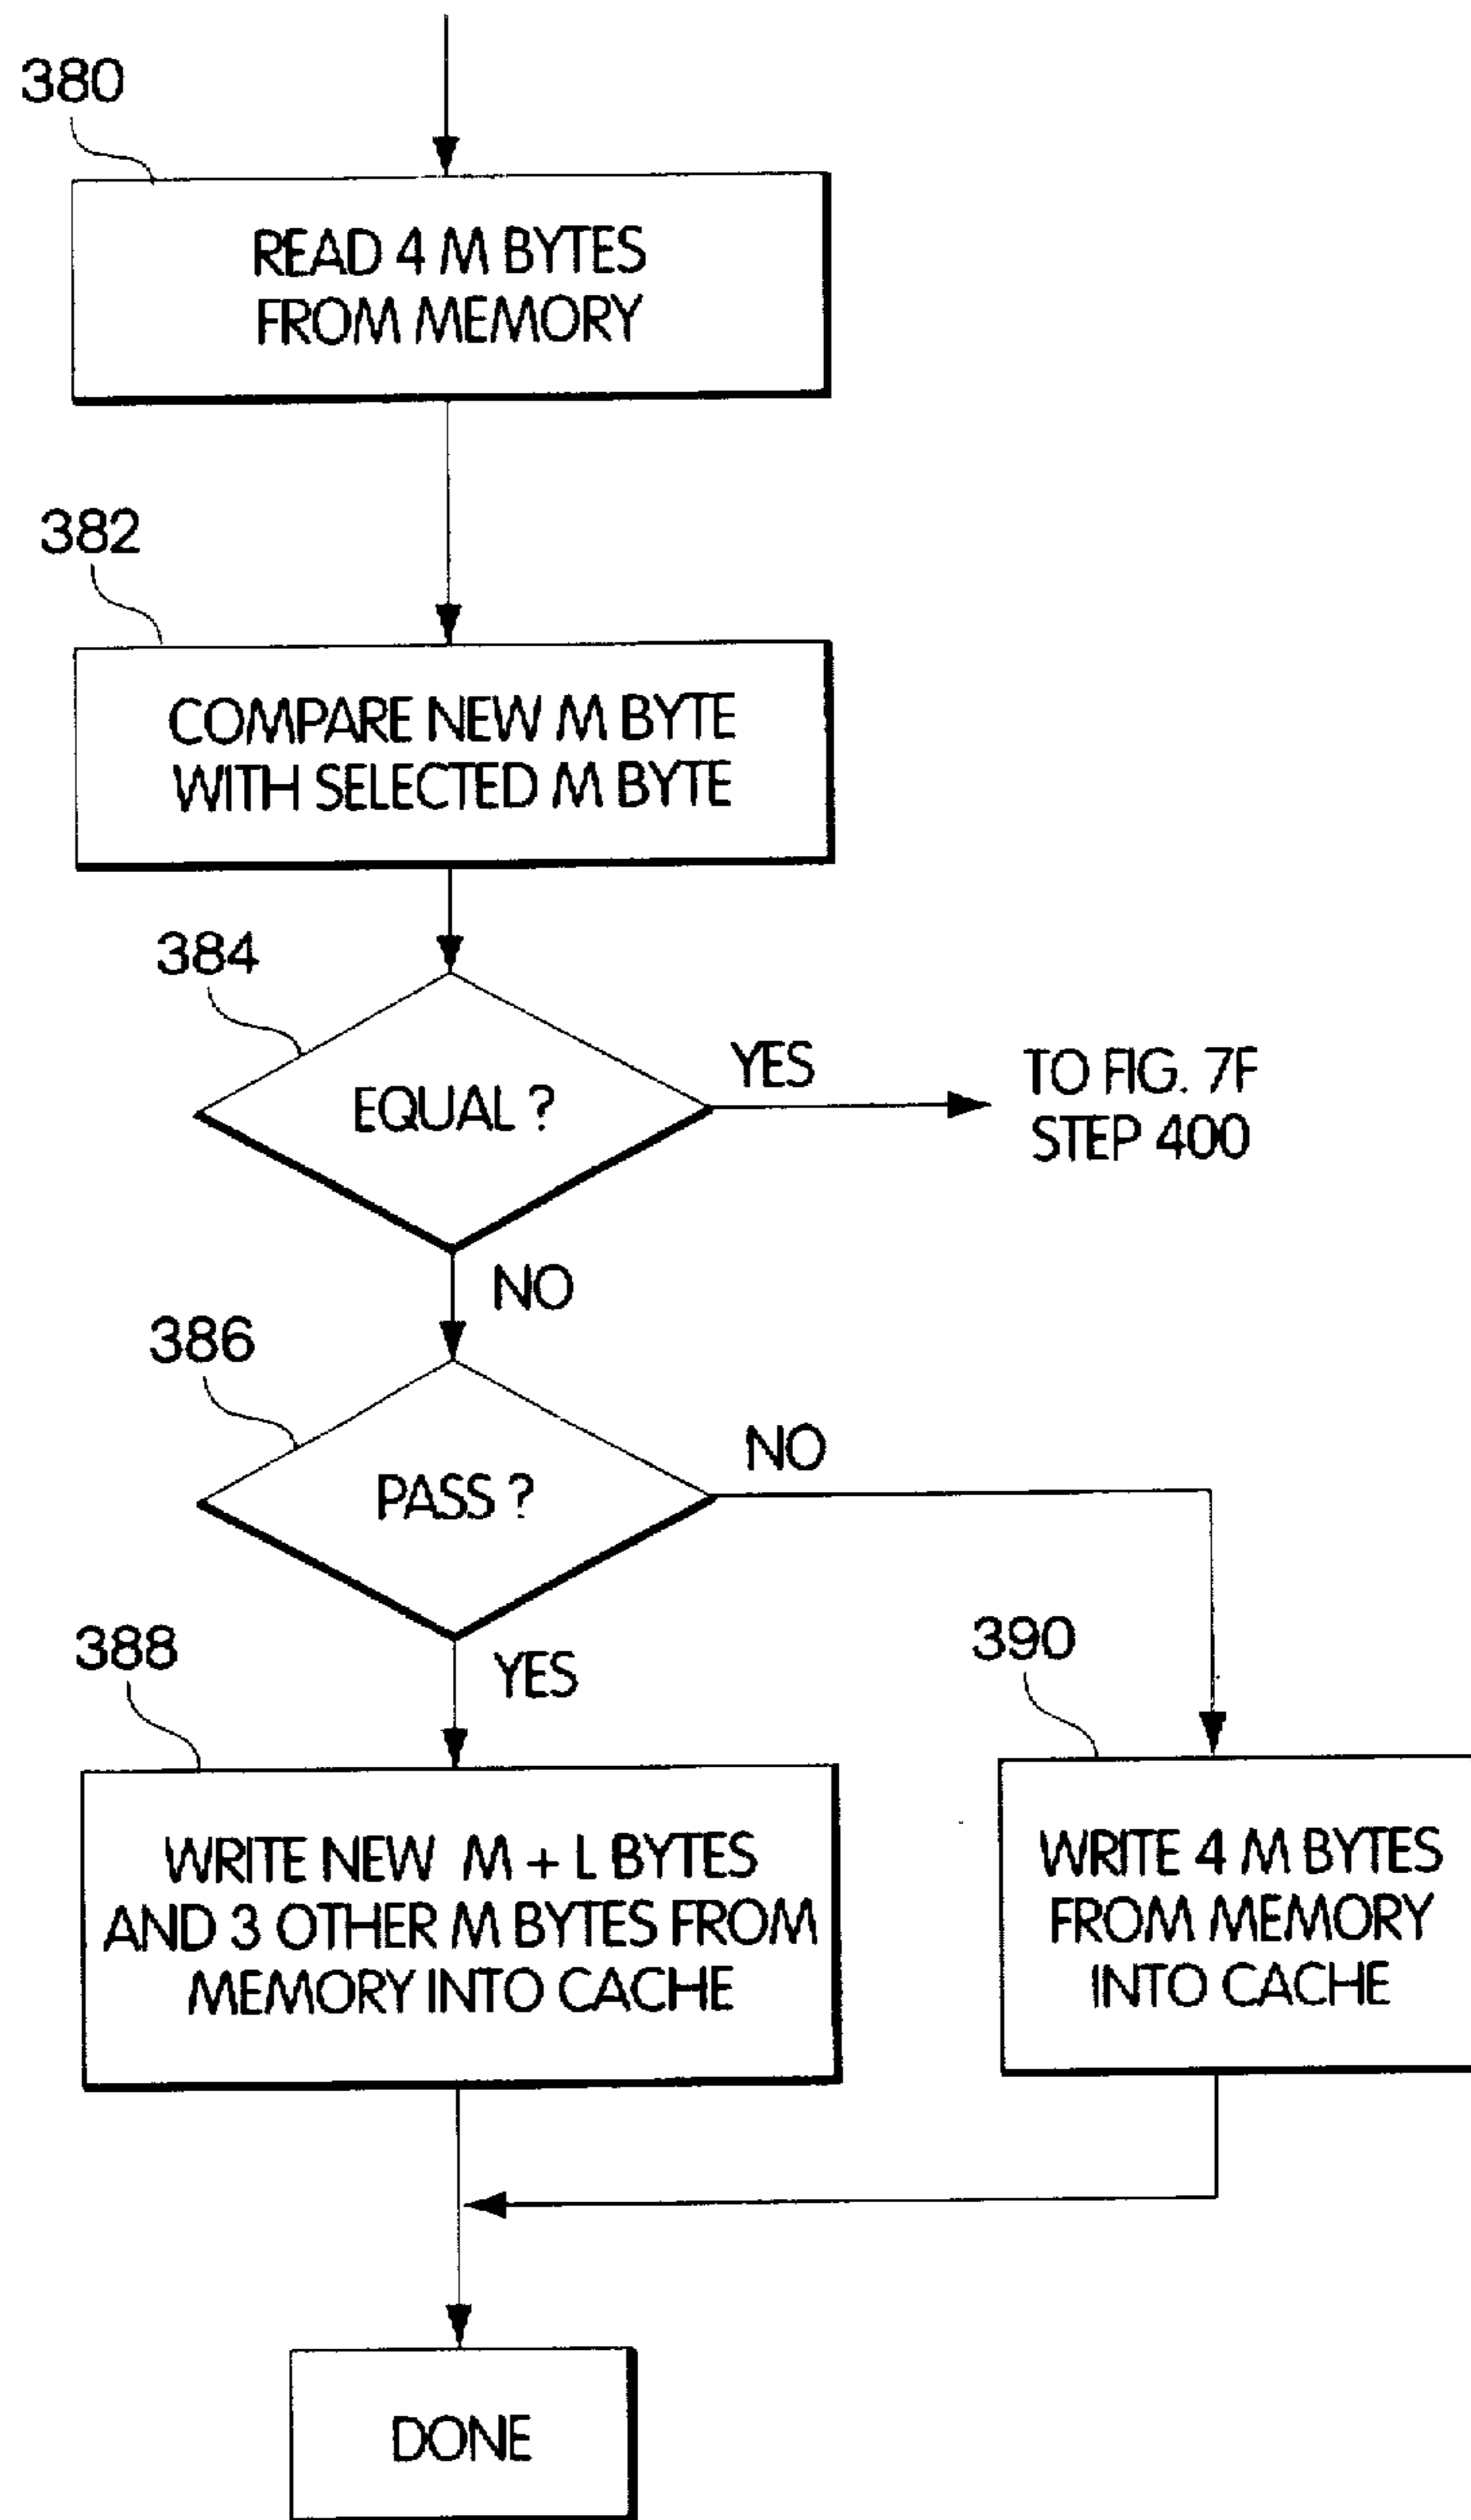 380
READ 4 M BYTES
FROM MEMORY
382
COMPARE NEW M BYTE
WITH SELECTED M BYTE
384
EQUAL ?
YES
TO FIG. 7F
STEP 400
NO
386
PASS ?
NO
388
YES
390
WRITE NEW M + L BYTES
AND 3 OTHER M BYTES FROM
MEMORY INTO CACHE
WRITE 4 M BYTES
FROM MEMORY
INTO CACHE
DONE